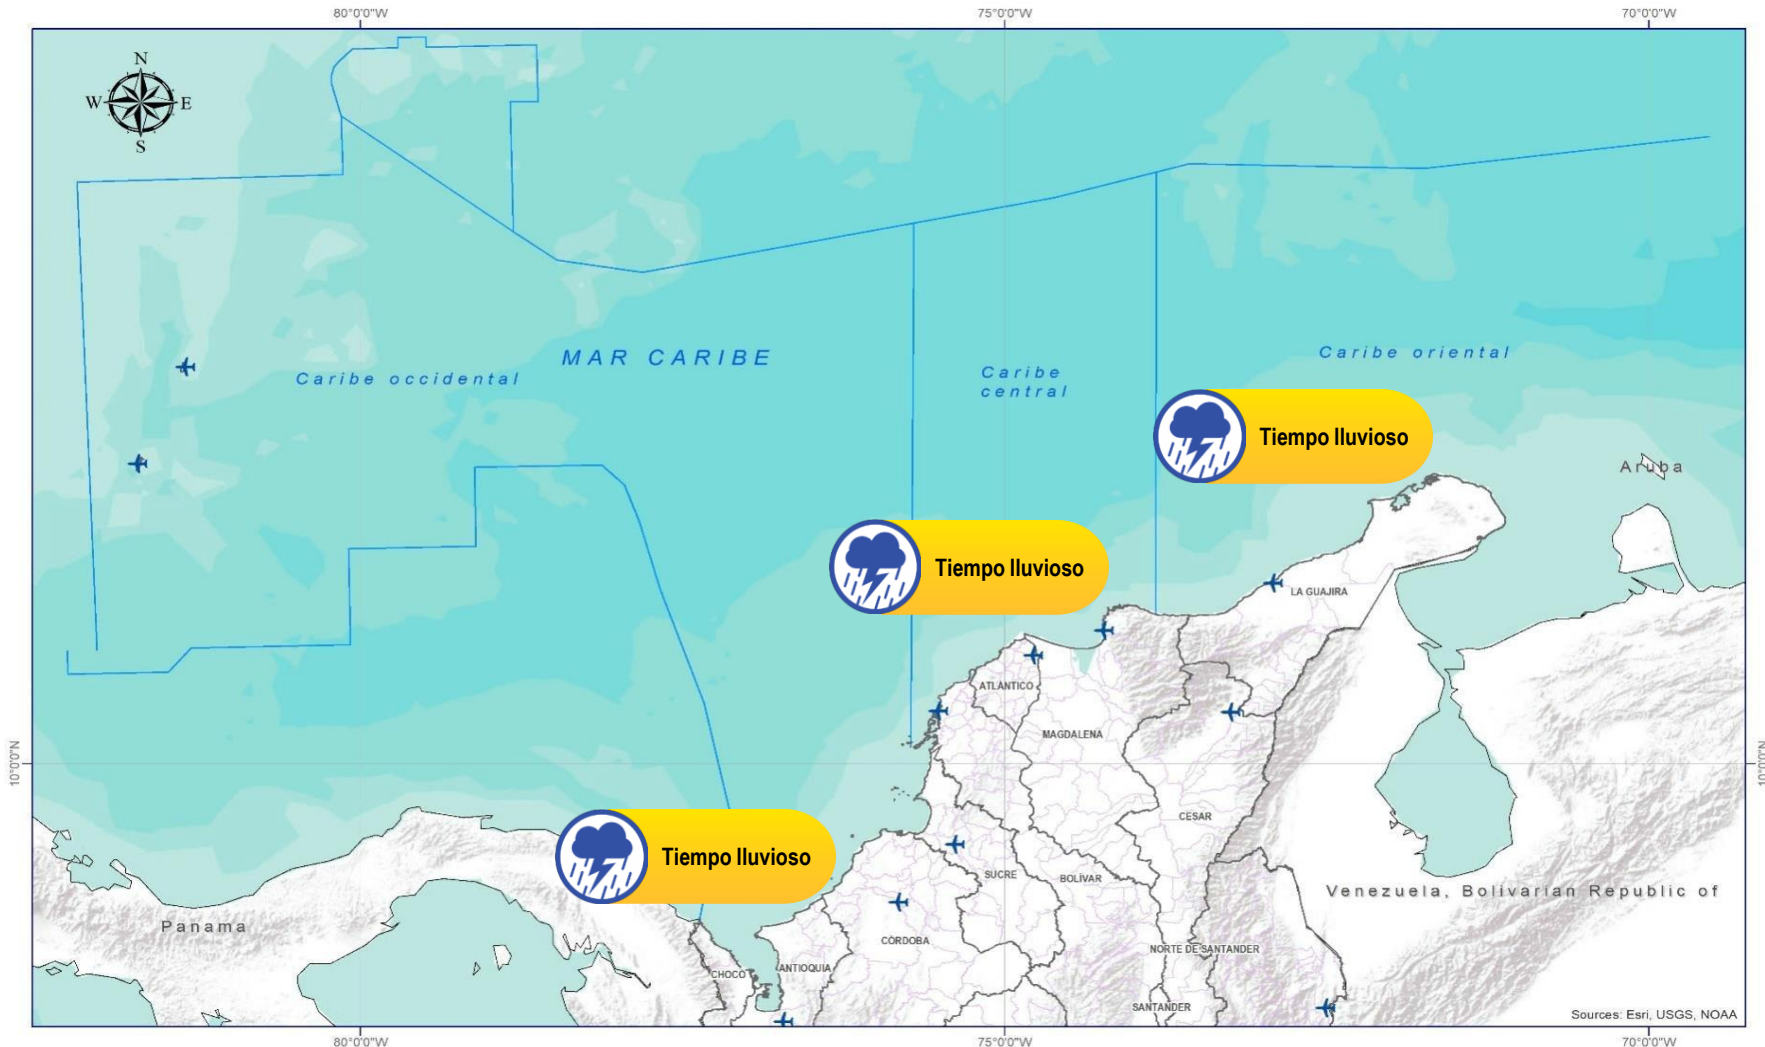 80°0'0"W
75°0'0"W
70°0'0"W
N
W
E
S
MAR CARIBE
Caribe occidental
Caribe
central
Caribe oriental
Tiempo lluvioso
Aruba
Tiempo lluvioso
LA GUAJIRA
ATLÁNTICO
MAGDALENA
10°0'0"N
10°0'0"N
CESAR
Tiempo lluvioso
SUCRE
BOLÍVAR
Venezuela, Bolivarian Republic of
Panama
CÓRDOBA
NORTE DE SANTANDER
CHOCO
ANTIOQUIA
SANTANDER
Sources: Esri, USGS, NOAA
80°0'0"W
75°0'0"W
70°0'0"W